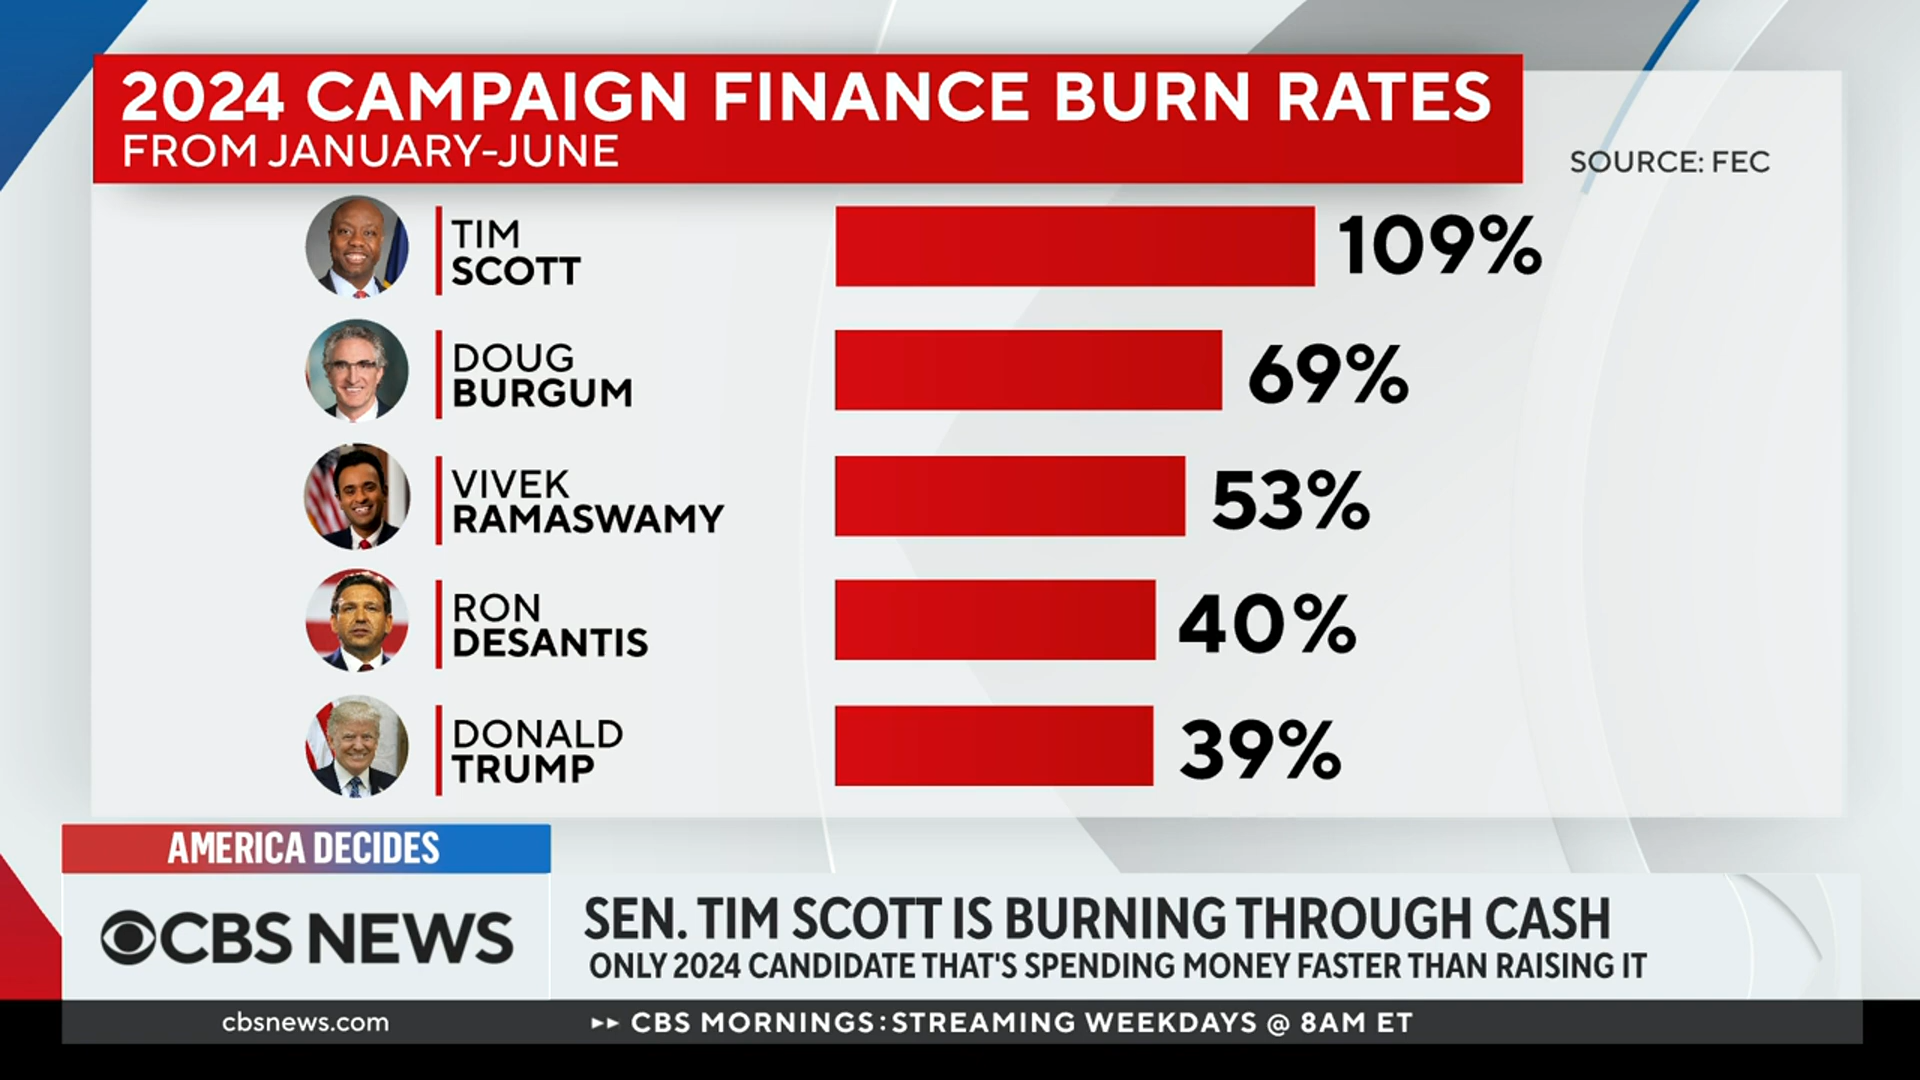 2024 CAMPAIGN FINANCE BURN RATES
FROM JANUARY-JUNE
SOURCE: FEC
TIM
SCOTT
109%
DOUG
BURGUM
69%
VIVEK
RAMASWAMY
53%
RON
DESANTIS
40%
DONALD
TRUMP
39%
AMERICA DECIDES
CBS NEWS
SEN. TIM SCOTT IS BURNING THROUGH CASH
ONLY 2024 CANDIDATE THAT'S SPENDING MONEY FASTER THAN RAISING IT
cbsnews.com
CBS MORNINGS: STREAMING WEEKDAYS @ 8AM ET